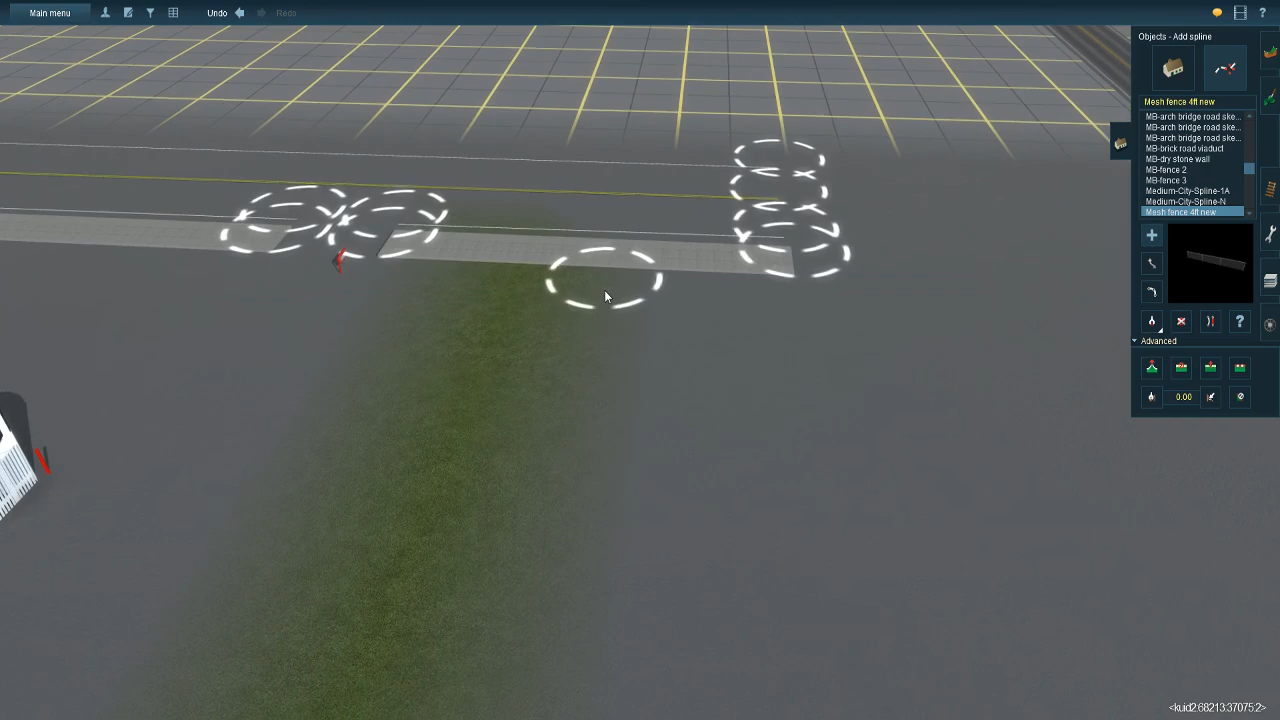 Main menu
Undo
Redo
?
Objects - Add spline
Mesh fence 4ft new
MB-arch bridge road ske...
MB-arch bridge road ske...
MB-arch bridge road ske...
MB-brick road viaduct
MB-dry stone wall
MB-fence 2
MB-fence 3
Medium-City-Spline-1A
Medium-City-Spline-N
Mesh fence 4ft new
?
Advanced
0.00
<kuid2:68213:37075:2>